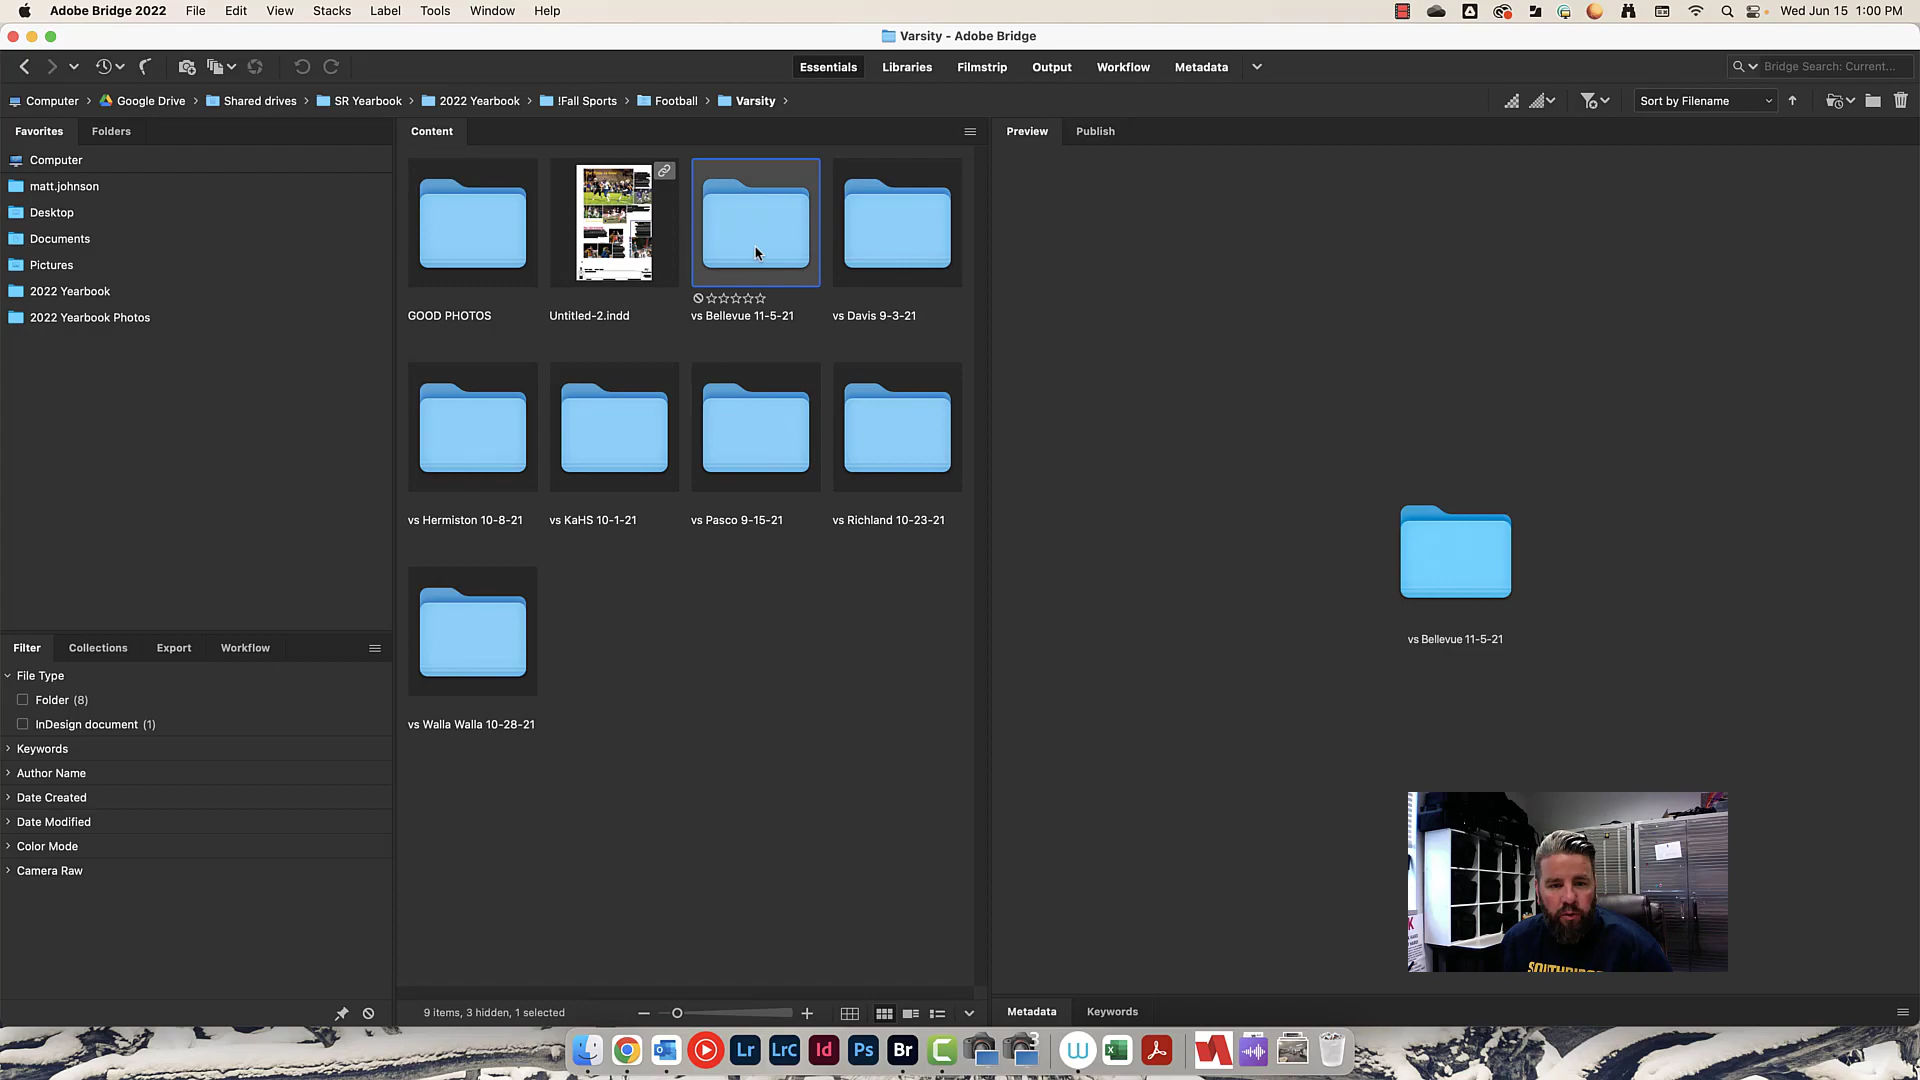 Adobe Bridge 2022 File Edit View Stacks Label Tools Window Help Wed Jun 15 1:00 PM
Varsity - Adobe Bridge
Essentials Libraries Filmstrip Output Workflow Metadata Bridge Search: Current...
Computer Google Drive Shared drives SR Yearbook 2022 Yearbook !Fall Sports Football Varsity Sort by Filename
Favorites Folders
Computer
matt.johnson
Desktop
Documents
Pictures
2022 Yearbook
2022 Yearbook Photos
Content
GOOD PHOTOS Untitled-2.indd vs Bellevue 11-5-21 vs Davis 9-3-21
vs Hermiston 10-8-21 vs KaHS 10-1-21 vs Pasco 9-15-21 vs Richland 10-23-21
vs Walla Walla 10-28-21
Preview Publish
vs Bellevue 11-5-21
Filter Collections Export Workflow
File Type
Folder (8)
InDesign document (1)
Keywords
Author Name
Date Created
Date Modified
Color Mode
Camera Raw
9 items, 3 hidden, 1 selected
Metadata Keywords
Lr LrC Id Ps Br